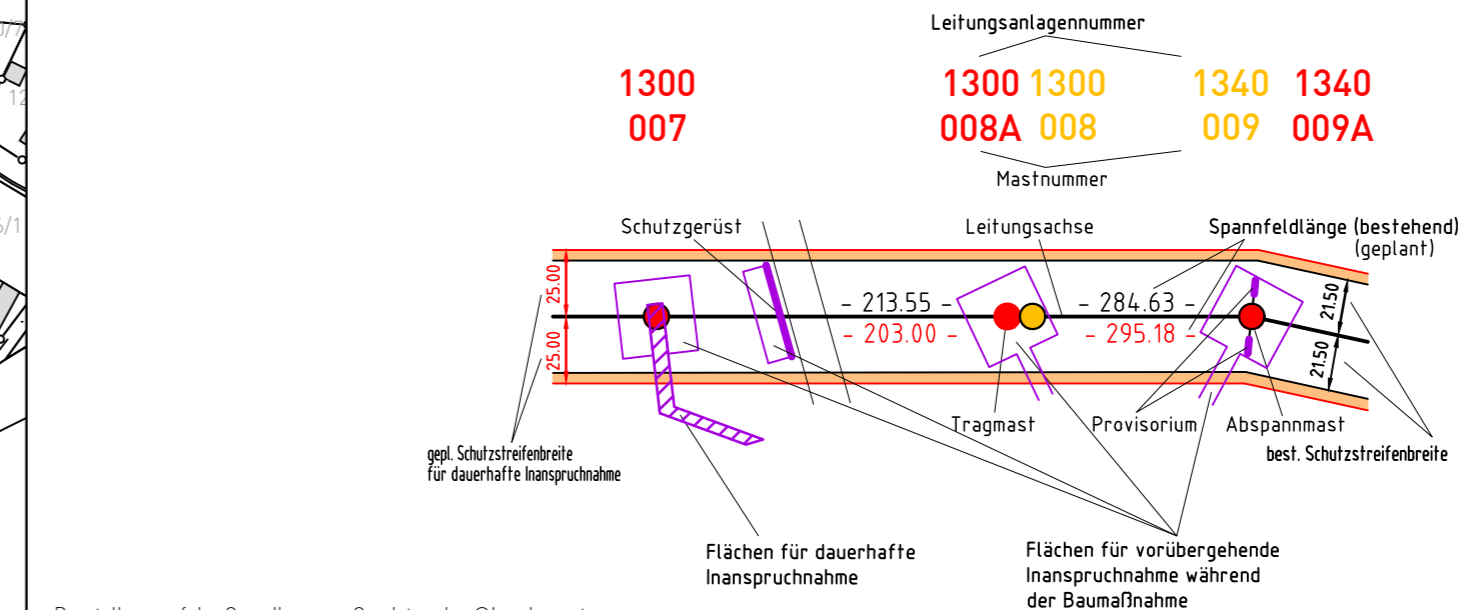 Leitungsanlagennummer
1300 1300 1300 1340 1340
007 008A 008 009 009A
Mastnummer
Schutzgerüst Leitungsachse Spannfeldlänge (bestehend)
(geplant)
25.00
25.00
- 213.55 - - 284.63 -
- 203.00 - - 295.18 -
21.50
21.50
Tragmast Provisorium Abspannmast
gepl. Schutzstreifenbreite
für dauerhafte Inanspruchnahme
best. Schutzstreifenbreite
Flächen für dauerhafte
Inanspruchnahme
Flächen für vorübergehende
Inanspruchnahme während
der Baumaßnahme